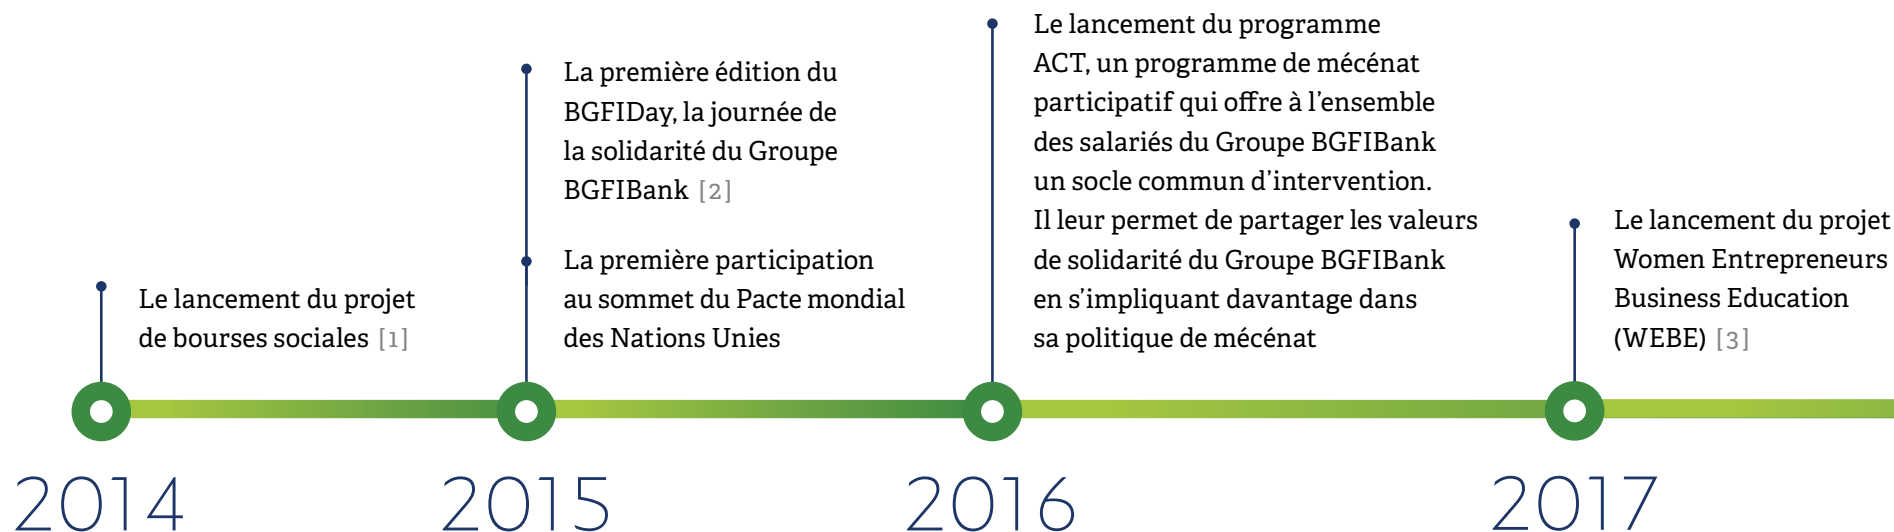 Le lancement du projet
de bourses sociales [1]
2014
La première édition du
BGFIDay, la journée de
la solidarité du Groupe
BGFIBank [2]
La première participation
au sommet du Pacte mondial
des Nations Unies
2015
Le lancement du programme
ACT, un programme de mécénat
participatif qui offre à l’ensemble
des salariés du Groupe BGFIBank
un socle commun d’intervention.
Il leur permet de partager les valeurs
de solidarité du Groupe BGFIBank
en s’impliquant davantage dans
sa politique de mécénat
2016
Le lancement du projet
Women Entrepreneurs
Business Education
(WEBE) [3]
2017